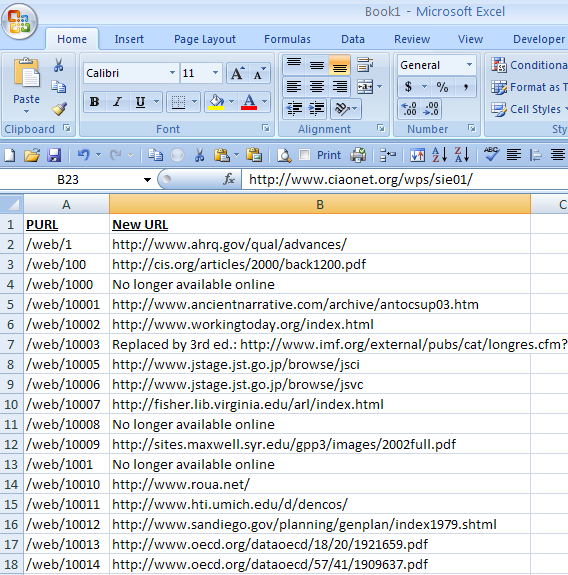 Book1 - Microsoft Excel
Home Insert Page Layout Formulas Data Review View Developer
Paste Calibri 11 A A General Conditiona
B I U A $ % , Format as T
.0 .00 .00 .0 Cell Styles
Clipboard Font Alignment Number St
Print A Z Z A ABC
B23 fx http://www.ciaonet.org/wps/sie01/
A B C
1 PURL New URL
2 /web/1 http://www.ahrq.gov/qual/advances/
3 /web/100 http://cis.org/articles/2000/back1200.pdf
4 /web/1000 No longer available online
5 /web/10001 http://www.ancientnarrative.com/archive/antocsup03.htm
6 /web/10002 http://www.workingtoday.org/index.html
7 /web/10003 Replaced by 3rd ed.: http://www.imf.org/external/pubs/cat/longres.cfm?
8 /web/10005 http://www.jstage.jst.go.jp/browse/jsci
9 /web/10006 http://www.jstage.jst.go.jp/browse/jsvc
10 /web/10007 http://fisher.lib.virginia.edu/arl/index.html
11 /web/10008 No longer available online
12 /web/10009 http://sites.maxwell.syr.edu/gpp3/images/2002full.pdf
13 /web/1001 No longer available online
14 /web/10010 http://www.roua.net/
15 /web/10011 http://www.hti.umich.edu/d/dencos/
16 /web/10012 http://www.sandiego.gov/planning/genplan/index1979.shtml
17 /web/10013 http://www.oecd.org/dataoecd/18/20/1921659.pdf
18 /web/10014 http://www.oecd.org/dataoecd/57/41/1909637.pdf